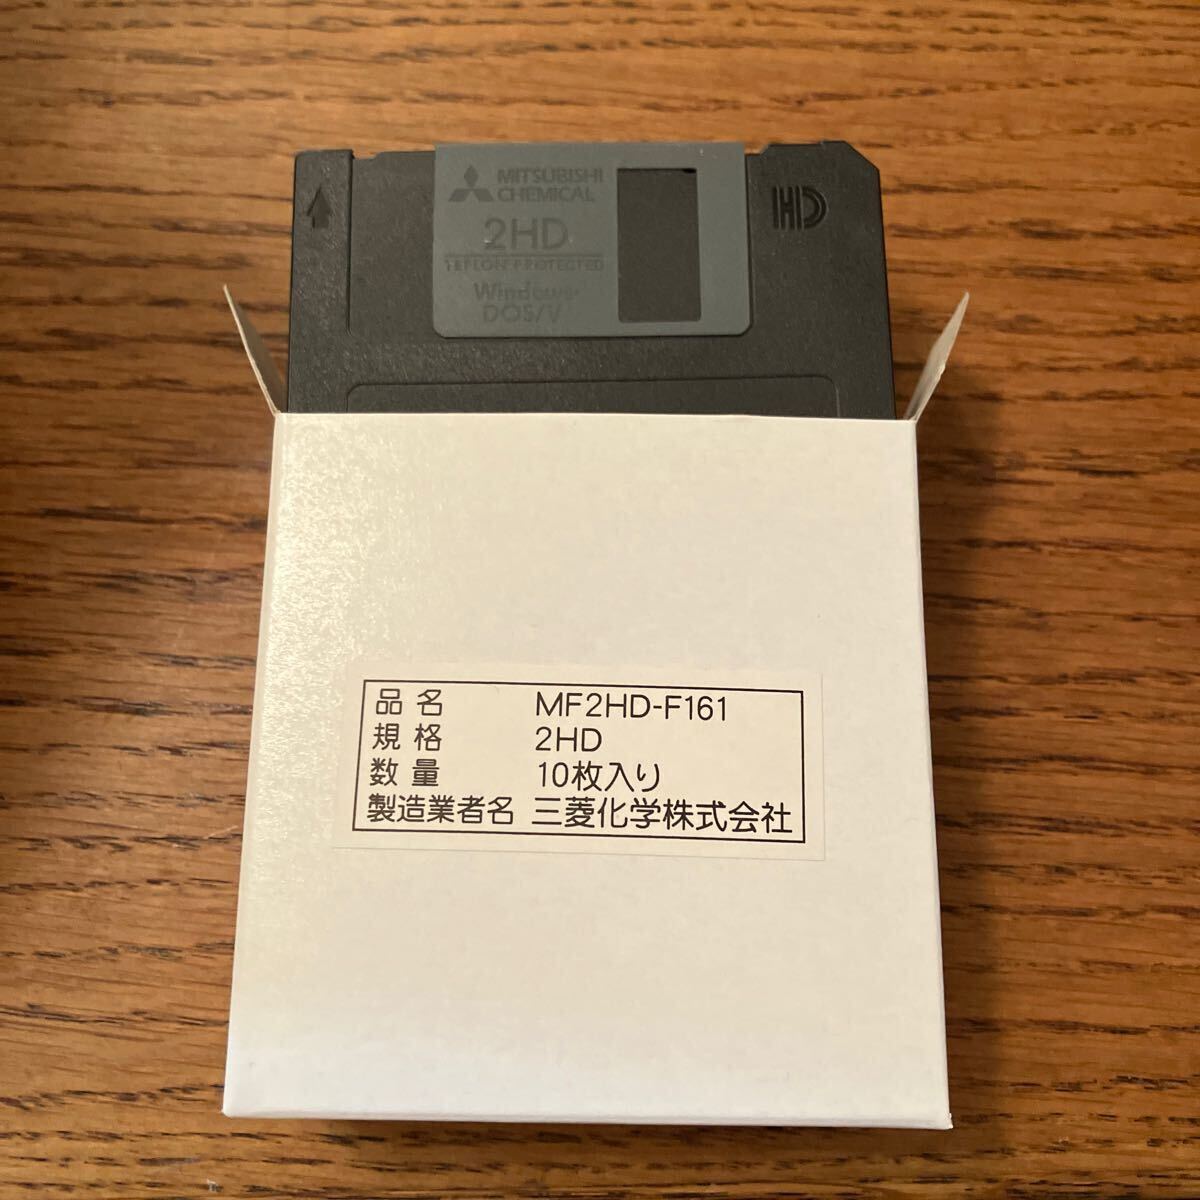 MITSUBISHI
CHEMICAL
2HD
TEFLON* PROTECTED
Windows
DOS/V
HD
品名 MF2HD-F161
規格 2HD
数量 10枚入り
製造業者名 三菱化学株式会社